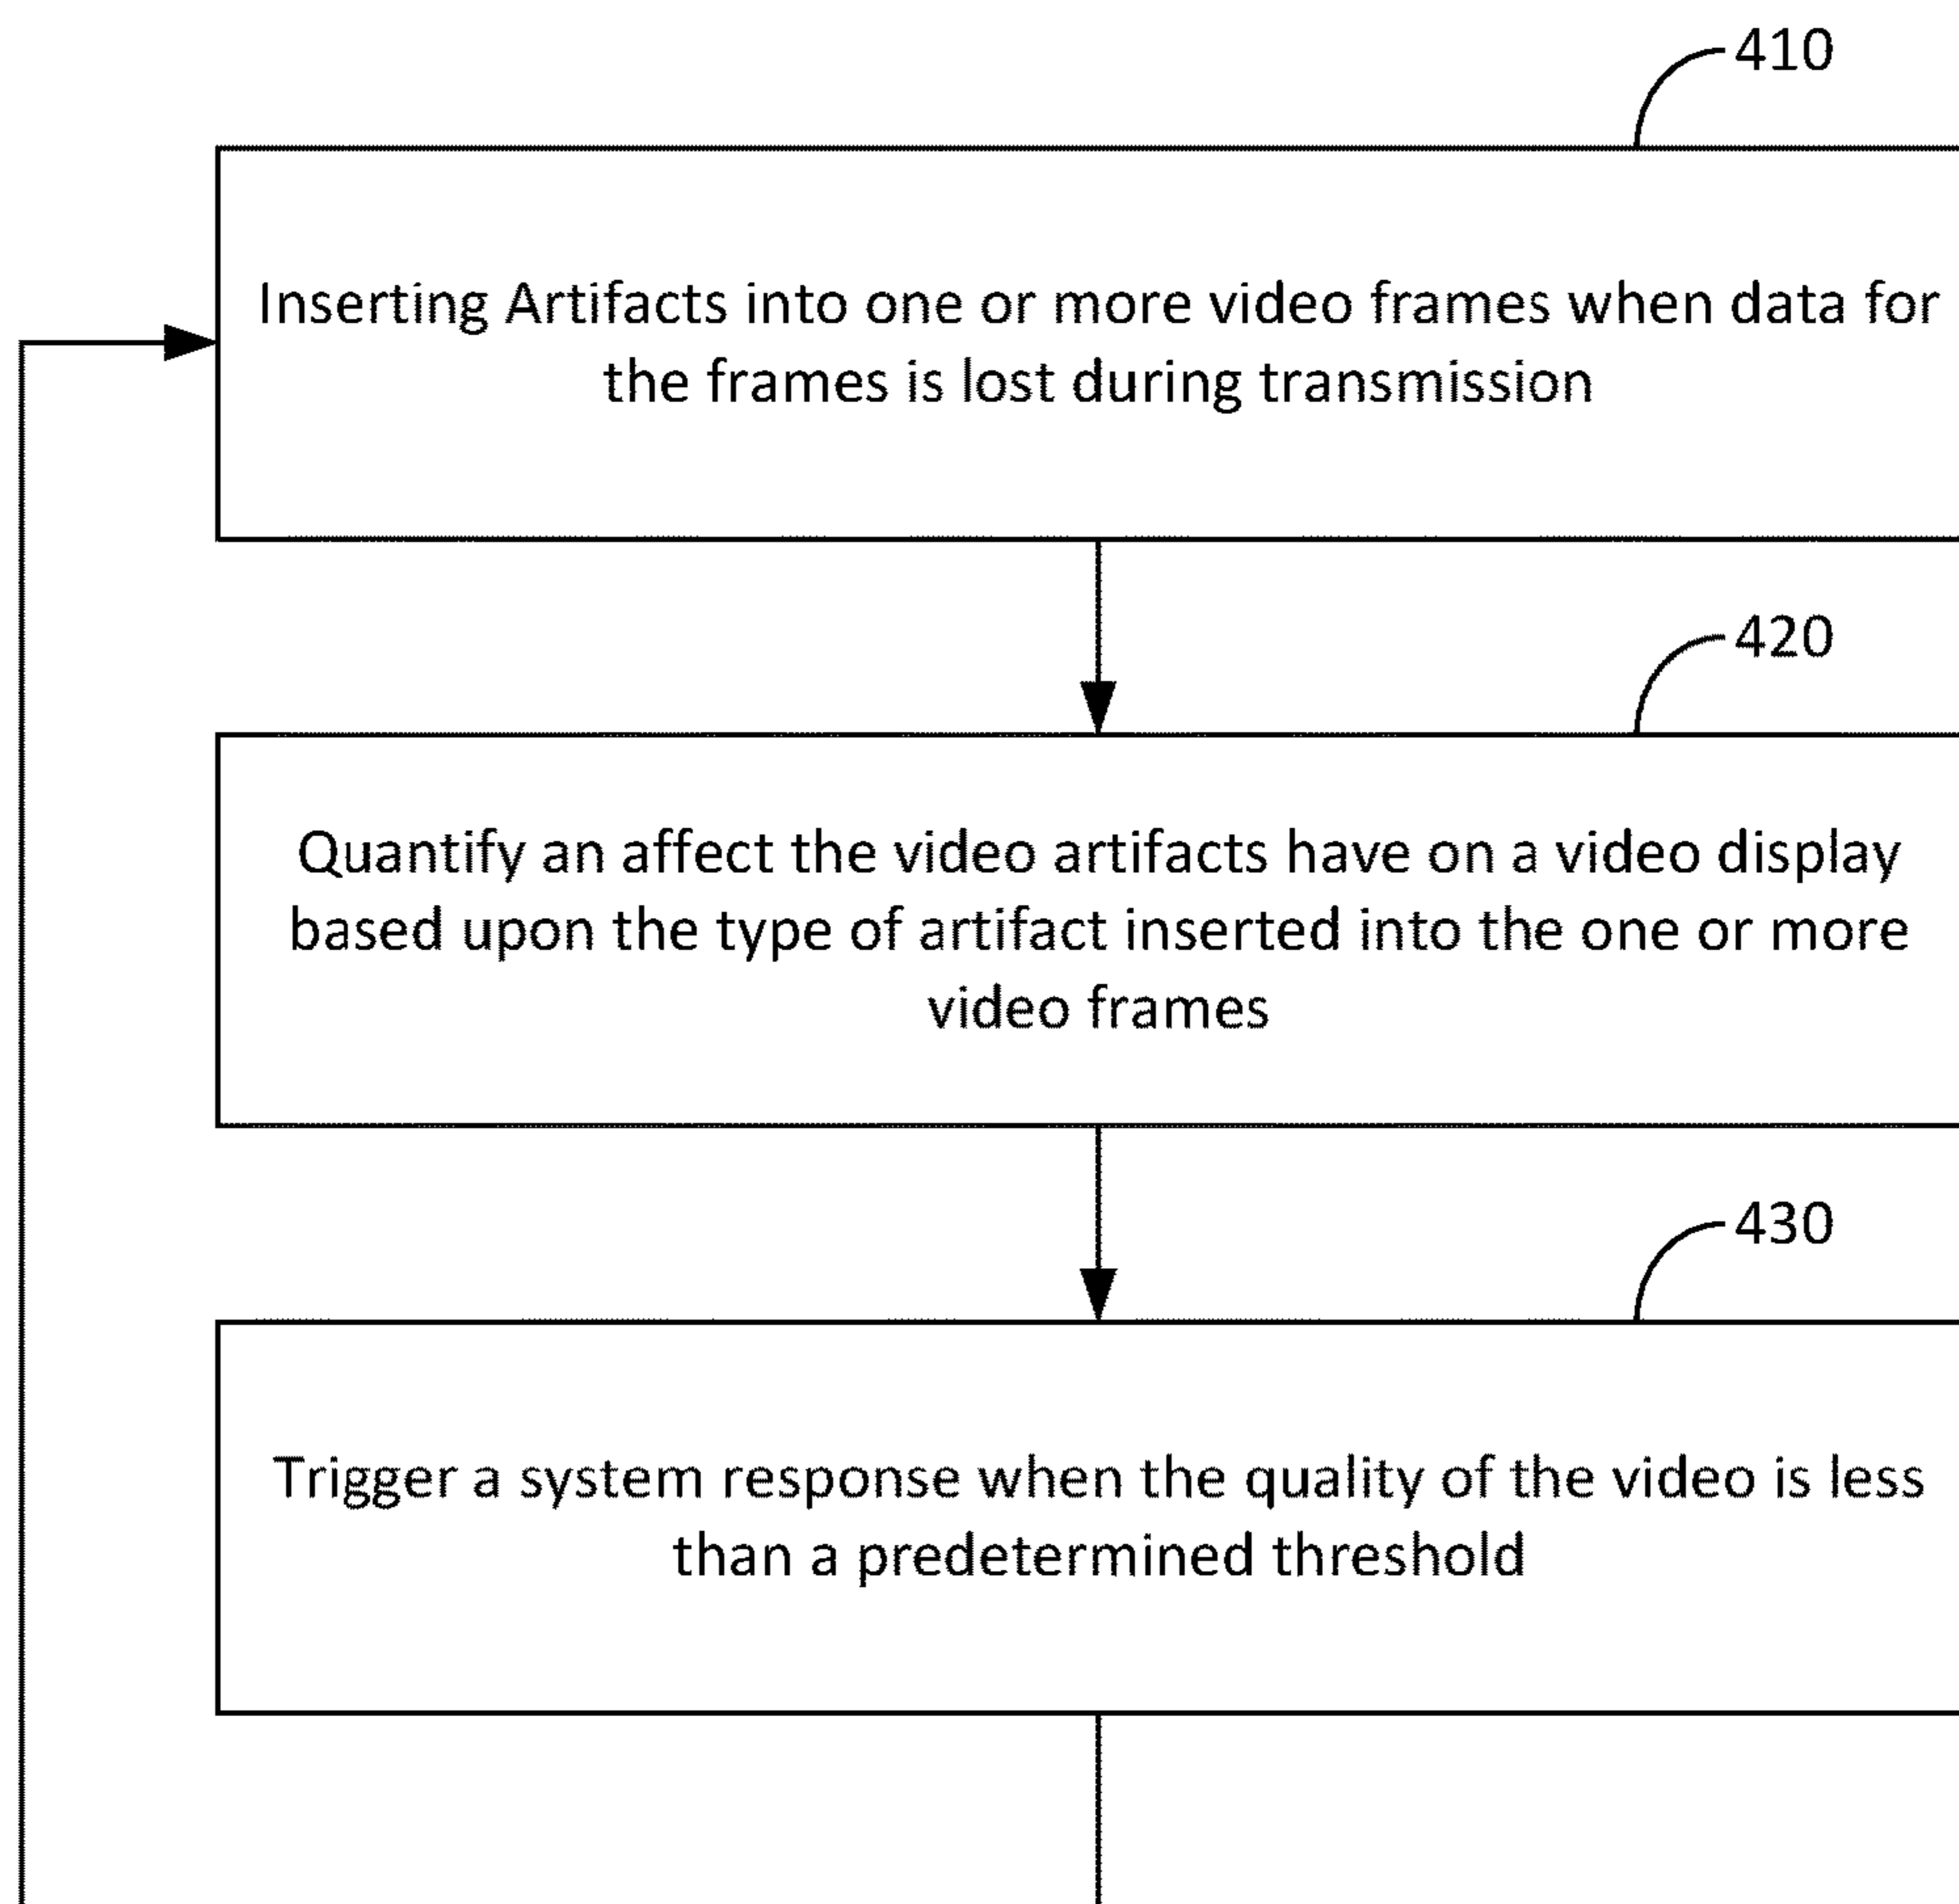 410
Inserting Artifacts into one or more video frames when data for
the frames is lost during transmission
420
Quantify an affect the video artifacts have on a video display
based upon the type of artifact inserted into the one or more
video frames
430
Trigger a system response when the quality of the video is less
than a predetermined threshold